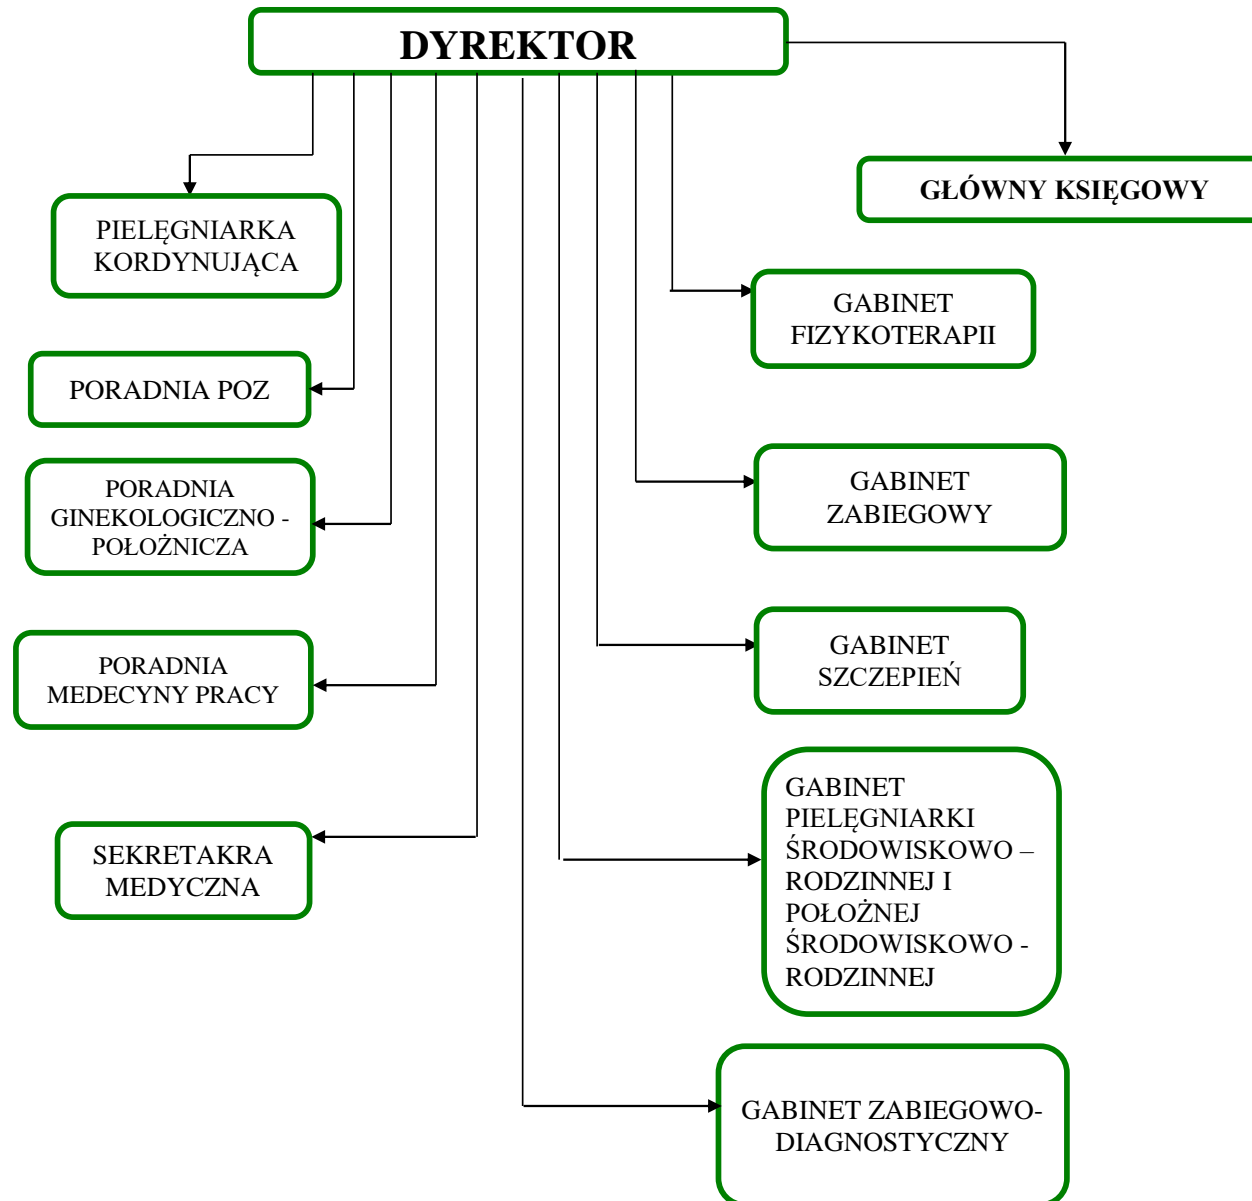 DYREKTOR
GŁÓWNY KSIĘGOWY
PIELĘGNIARKA
KORDYNUJĄCA
GABINET
FIZYKOTERAPII
PORADNIA POZ
PORADNIA
GINEKOLOGICZNO -
POŁOŻNICZA
GABINET
ZABIEGOWY
PORADNIA
MEDECYNY PRACY
GABINET
SZCZEPIEŃ
SEKRETAKRA
MEDYCZNA
GABINET
PIELĘGNIARKI
ŚRODOWISKOWO –
RODZINNEJ I
POŁOŻNEJ
ŚRODOWISKOWO -
RODZINNEJ
GABINET ZABIEGOWO-
DIAGNOSTYCZNY